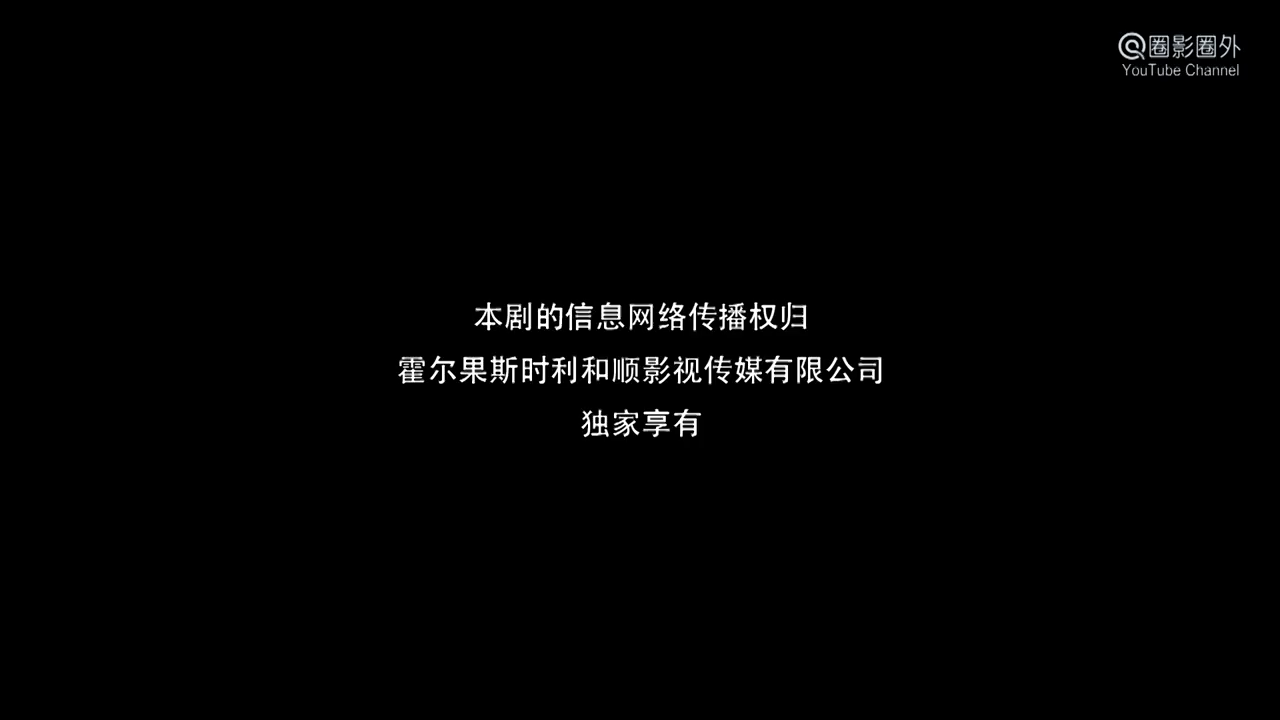 圈影圈外
YouTube Channel
本剧的信息网络传播权归
霍尔果斯时利和顺影视传媒有限公司
独家享有